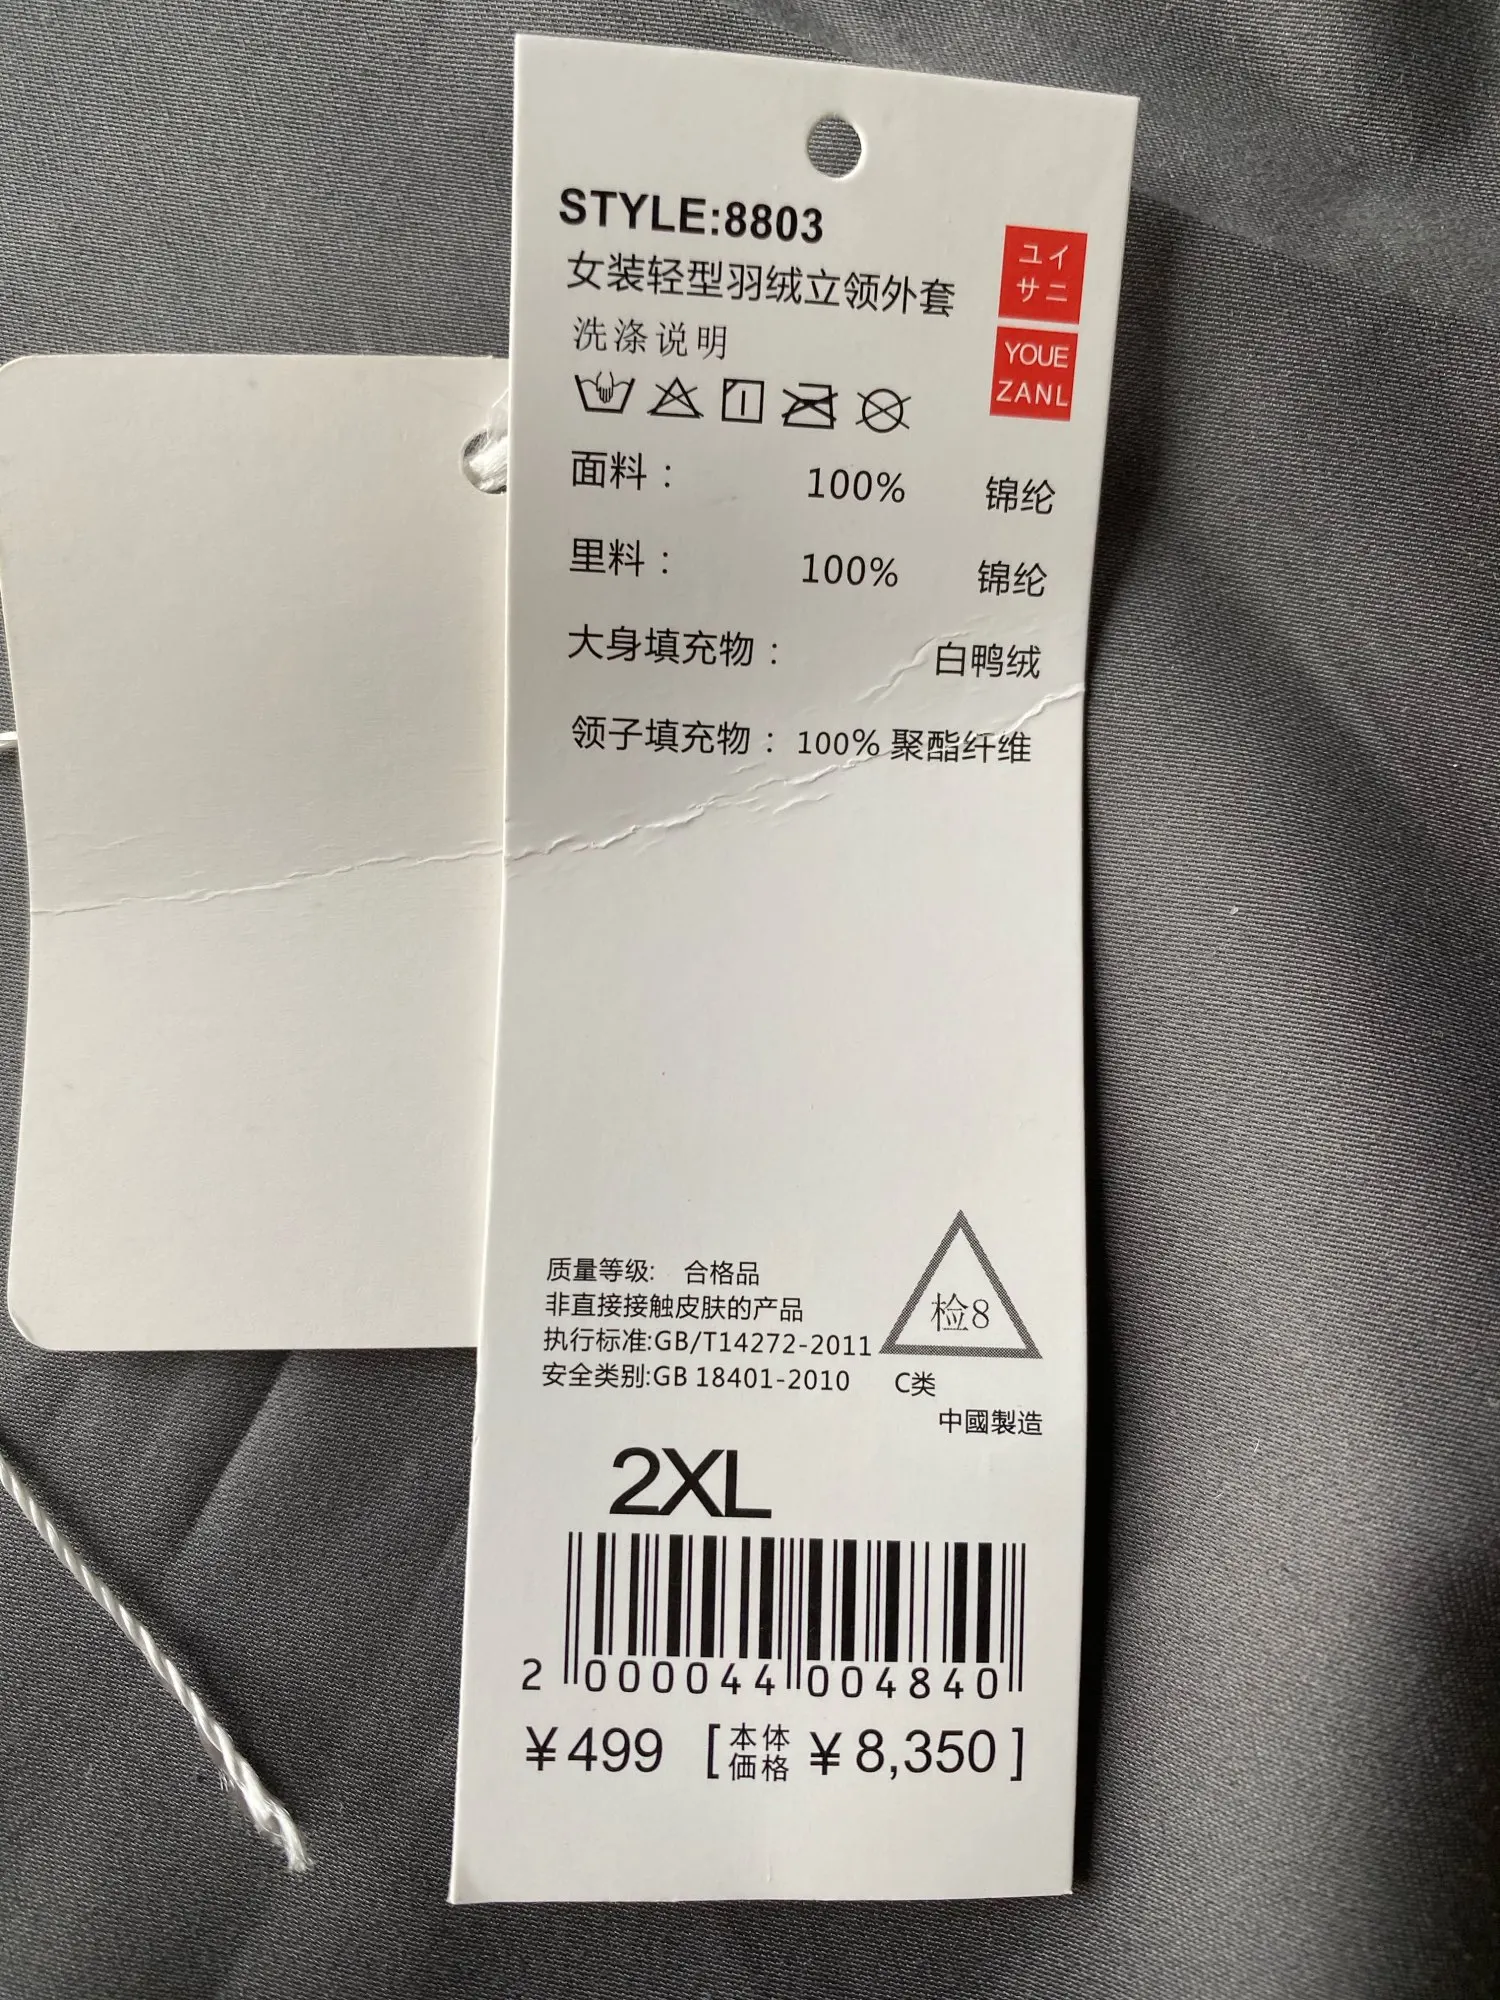 STYLE:8803
女装轻型羽绒立领外套
ユイ
サニ
YOUE
ZANL
洗涤说明
面料： 100% 锦纶
里料： 100% 锦纶
大身填充物： 白鸭绒
领子填充物：100% 聚酯纤维
质量等级: 合格品
非直接接触皮肤的产品
执行标准:GB/T14272-2011
检8
安全类别:GB 18401-2010 C类
中國製造
2XL
2 000044 004840
¥499 [本体価格 ¥8,350]